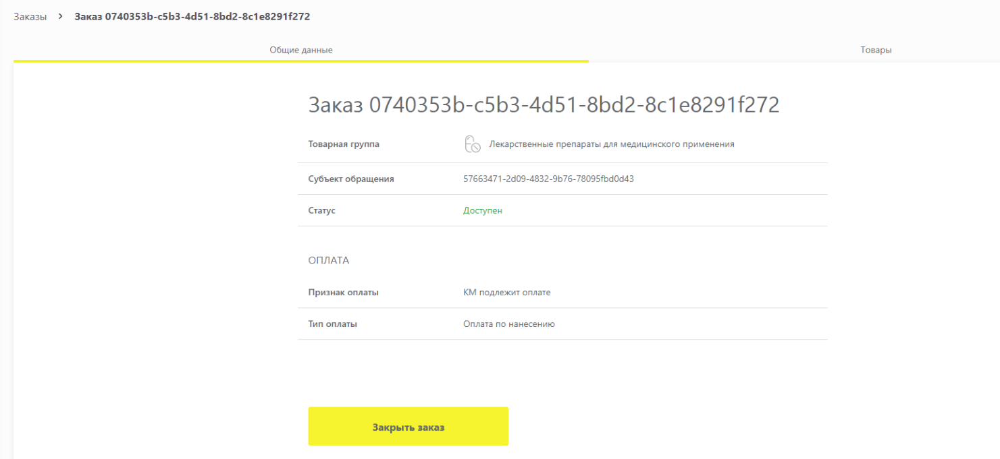 Заказы > Заказ 0740353b-c5b3-4d51-8bd2-8c1e8291f272
Общие данные Товары
Заказ 0740353b-c5b3-4d51-8bd2-8c1e8291f272
Товарная группа Лекарственные препараты для медицинского применения
Субъект обращения 57663471-2d09-4832-9b76-78095fbd0d43
Статус Доступен
ОПЛАТА
Признак оплаты КМ подлежит оплате
Тип оплаты Оплата по нанесению
Закрыть заказ